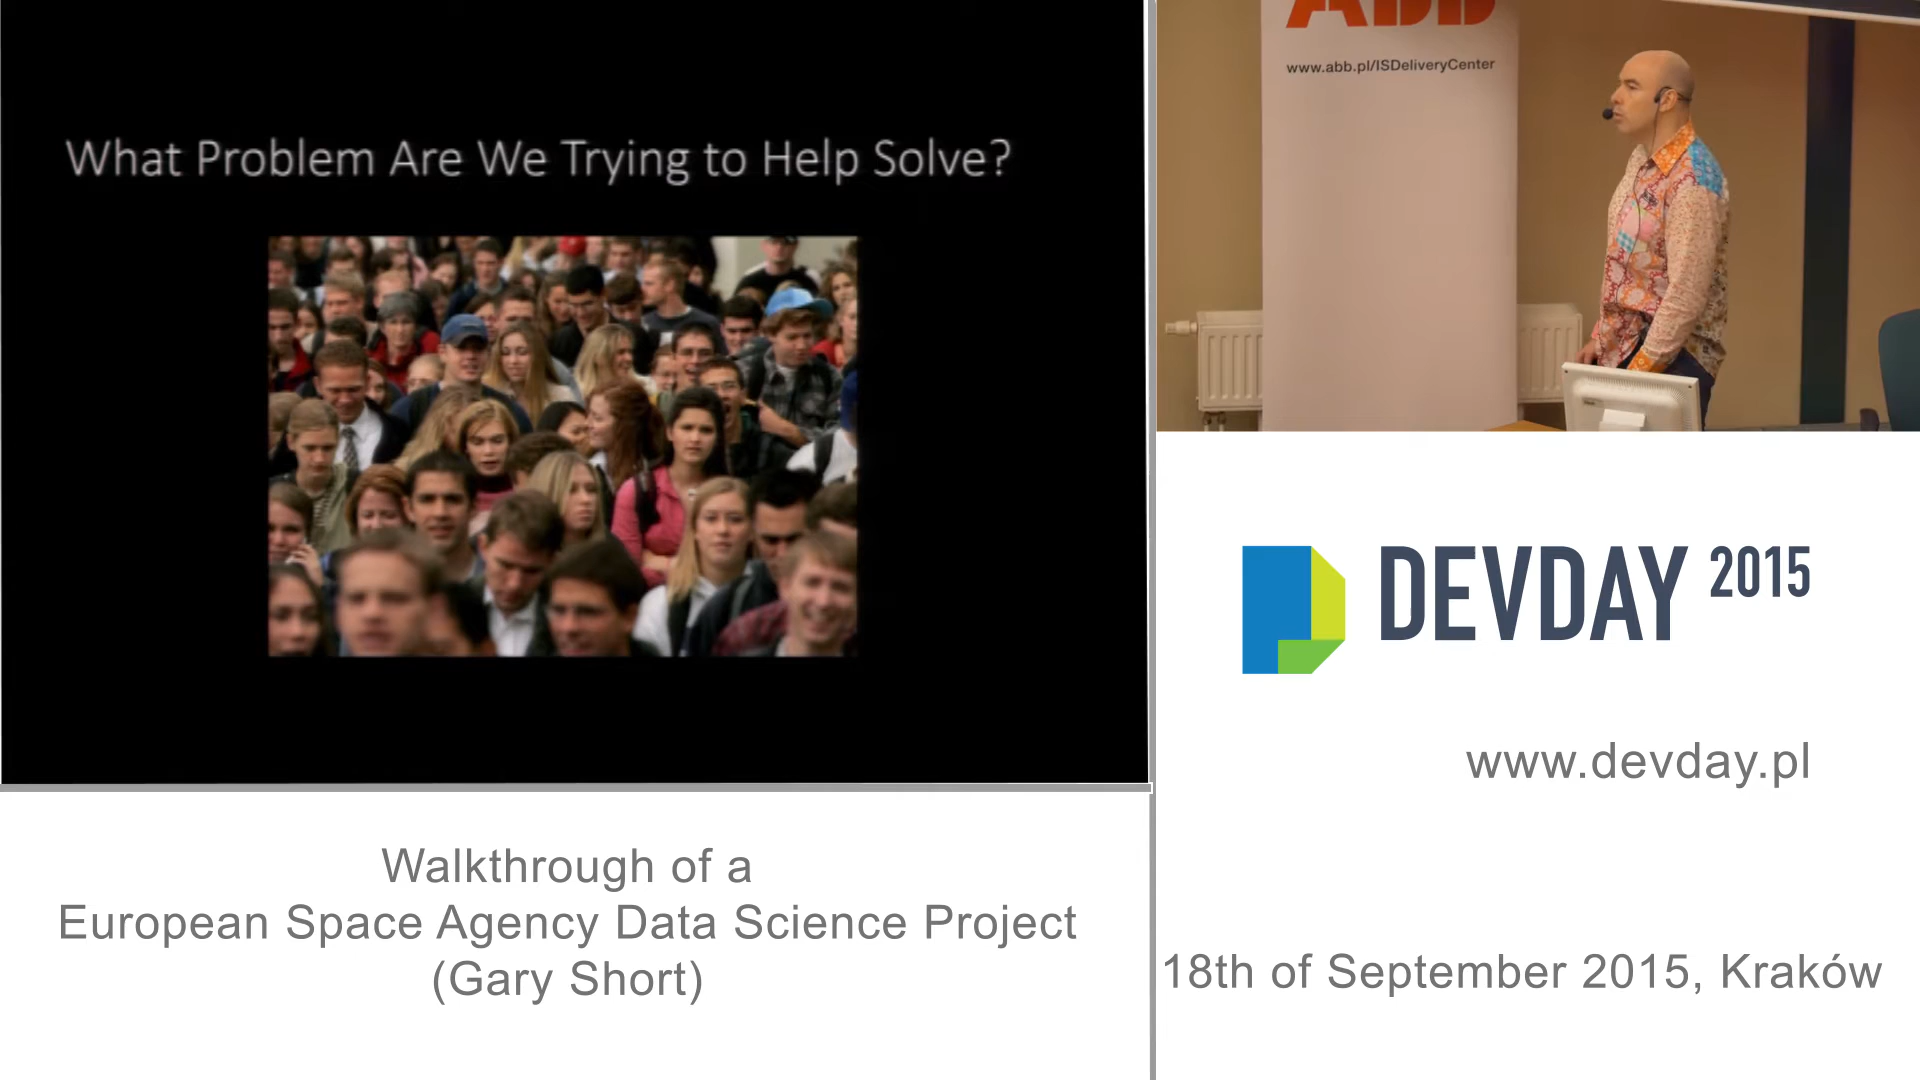 What Problem Are We Trying to Help Solve?
ABB
www.abb.pl/ISDeliveryCenter
DEVDAY 2015
www.devday.pl
Walkthrough of a
European Space Agency Data Science Project
(Gary Short)
18th of September 2015, Kraków